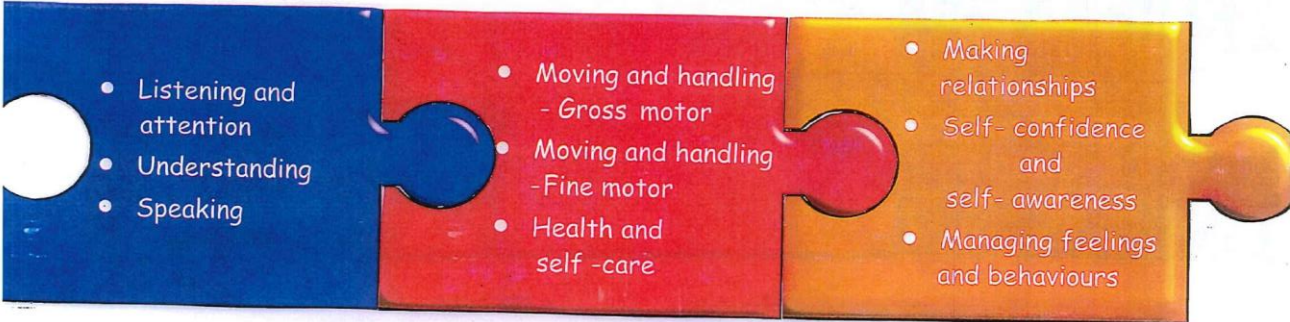 • Listening and
attention
• Understanding
• Speaking
• Moving and handling
- Gross motor
• Moving and handling
-Fine motor
• Health and
self -care
• Making
relationships
• Self- confidence
and
self- awareness
• Managing feelings
and behaviours